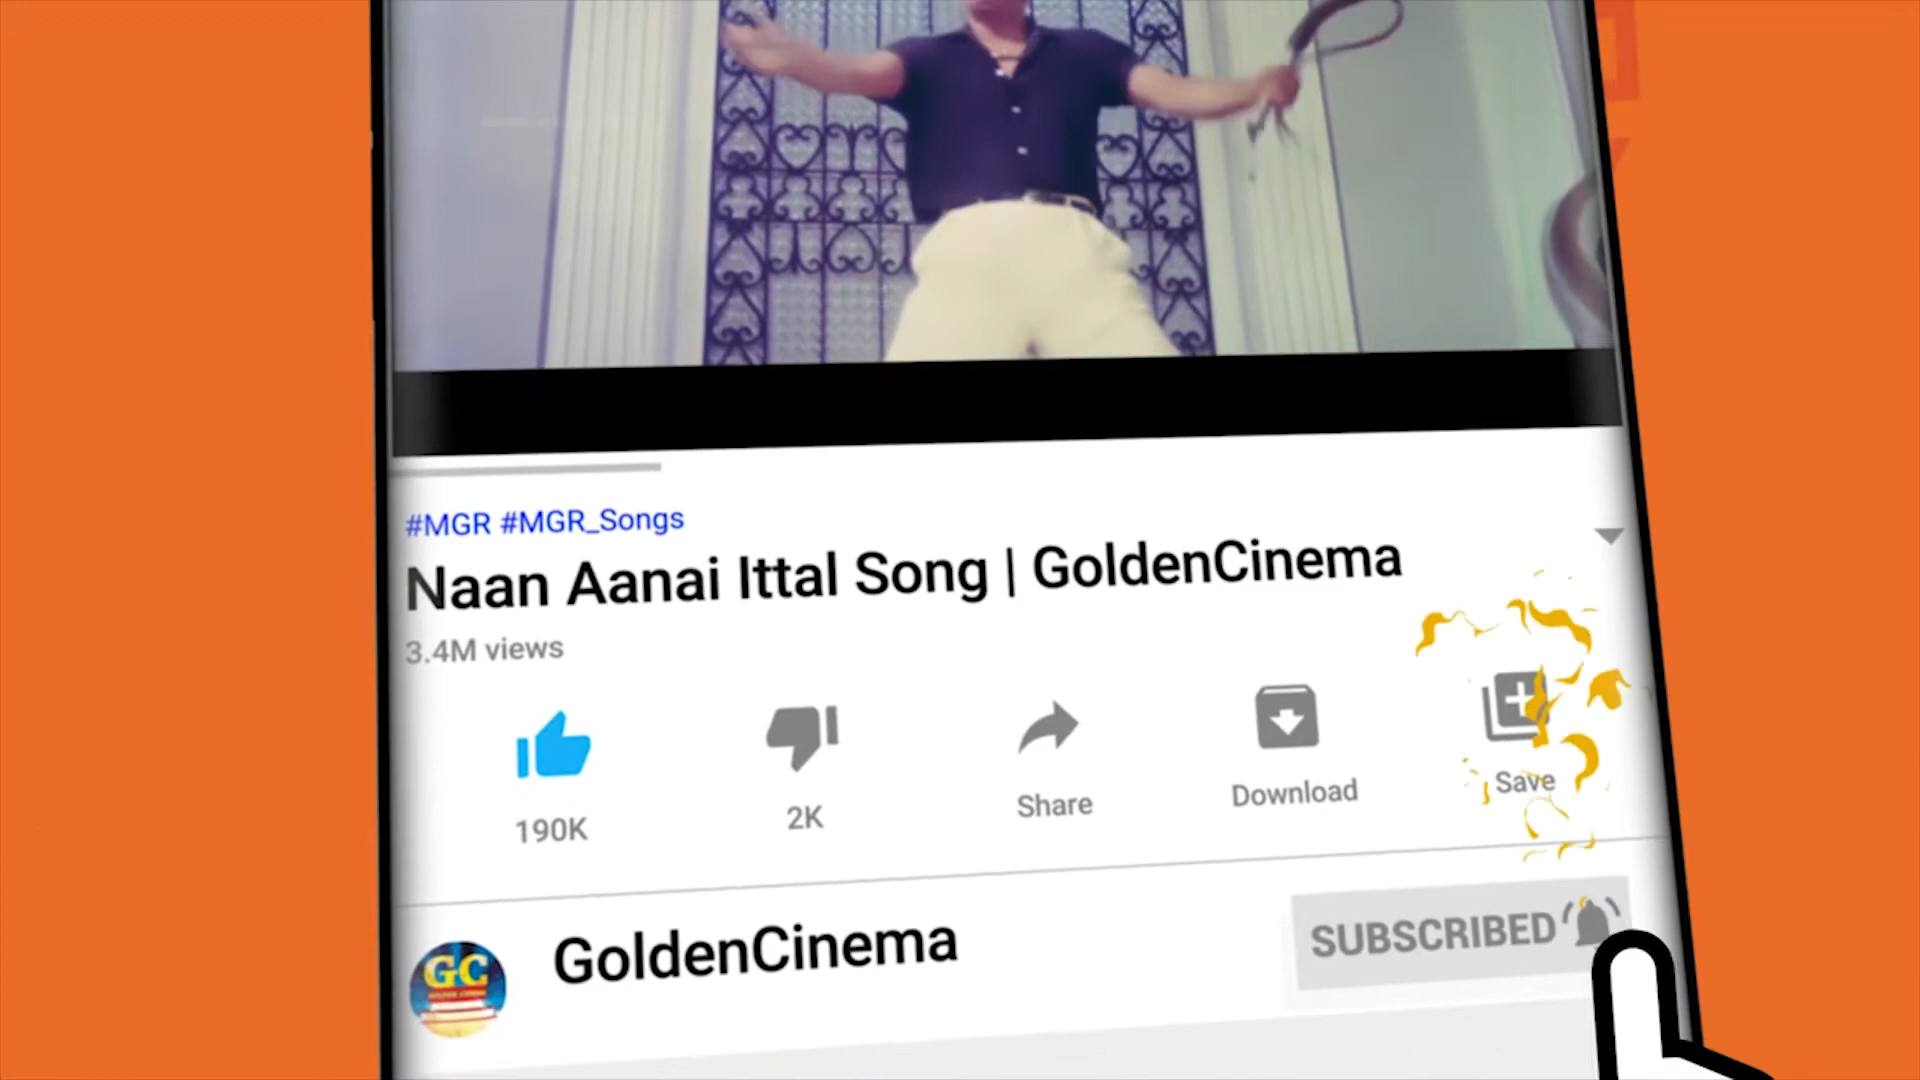 #MGR #MGR_Songs
Naan Aanai Ittal Song | GoldenCinema
3.4M views
190K
2K
Share
Download
Save
GC
GoldenCinema
SUBSCRIBED